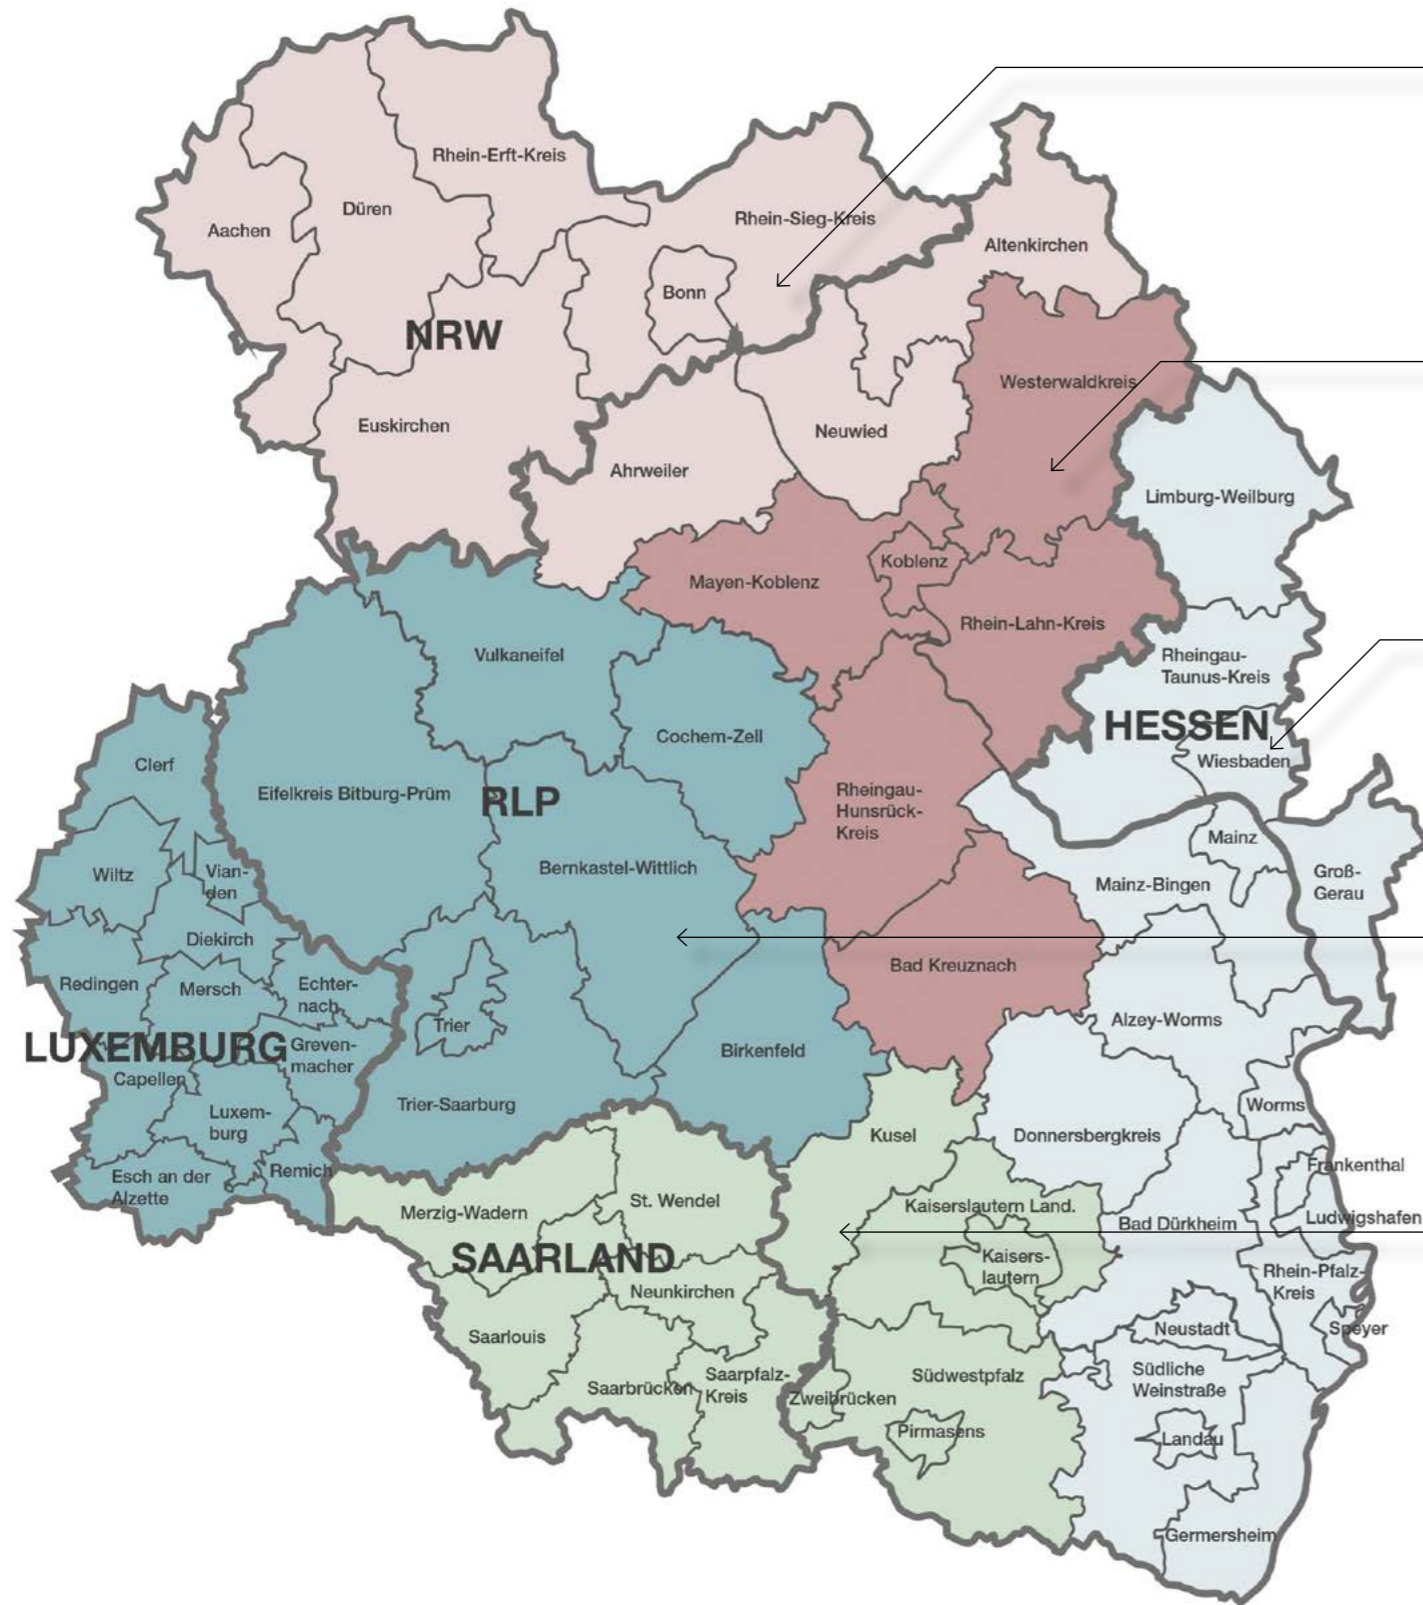 Rhein-Erft-Kreis
Düren
Aachen
Rhein-Sieg-Kreis
Altenkirchen
Bonn
NRW
Westerwaldkreis
Euskirchen
Neuwied
Ahrweiler
Limburg-Weilburg
Koblenz
Mayen-Koblenz
Rhein-Lahn-Kreis
Vulkaneifel
Rheingau-
Taunus-Kreis
HESSEN
Cochem-Zell
Clerf
Wiesbaden
Eifelkreis Bitburg-Prüm
RLP
Rheingau-
Hunsrück-
Kreis
Mainz
Bernkastel-Wittlich
Wiltz
Vian-
den
Mainz-Bingen
Groß-
Gerau
Diekirch
Bad Kreuznach
Redingen
Mersch
Echter-
nach
Trier
Alzey-Worms
LUXEMBURG
Greven-
macher
Birkenfeld
Capellen
Trier-Saarburg
Luxem-
burg
Worms
Kusel
Donnersbergkreis
Frankenthal
Esch an der
Alzette
Remich
Merzig-Wadern
St. Wendel
Kaiserslautern Land.
Bad Dürkheim
Ludwigshafen
SAARLAND
Kaisers-
lautern
Neunkirchen
Rhein-Pfalz-
Kreis
Saarlouis
Neustadt
Speyer
Saarbrücken
Saarpfalz-
Kreis
Zweibrücken
Südwestpfalz
Südliche
Weinstraße
Pirmasens
Landau
Germersheim